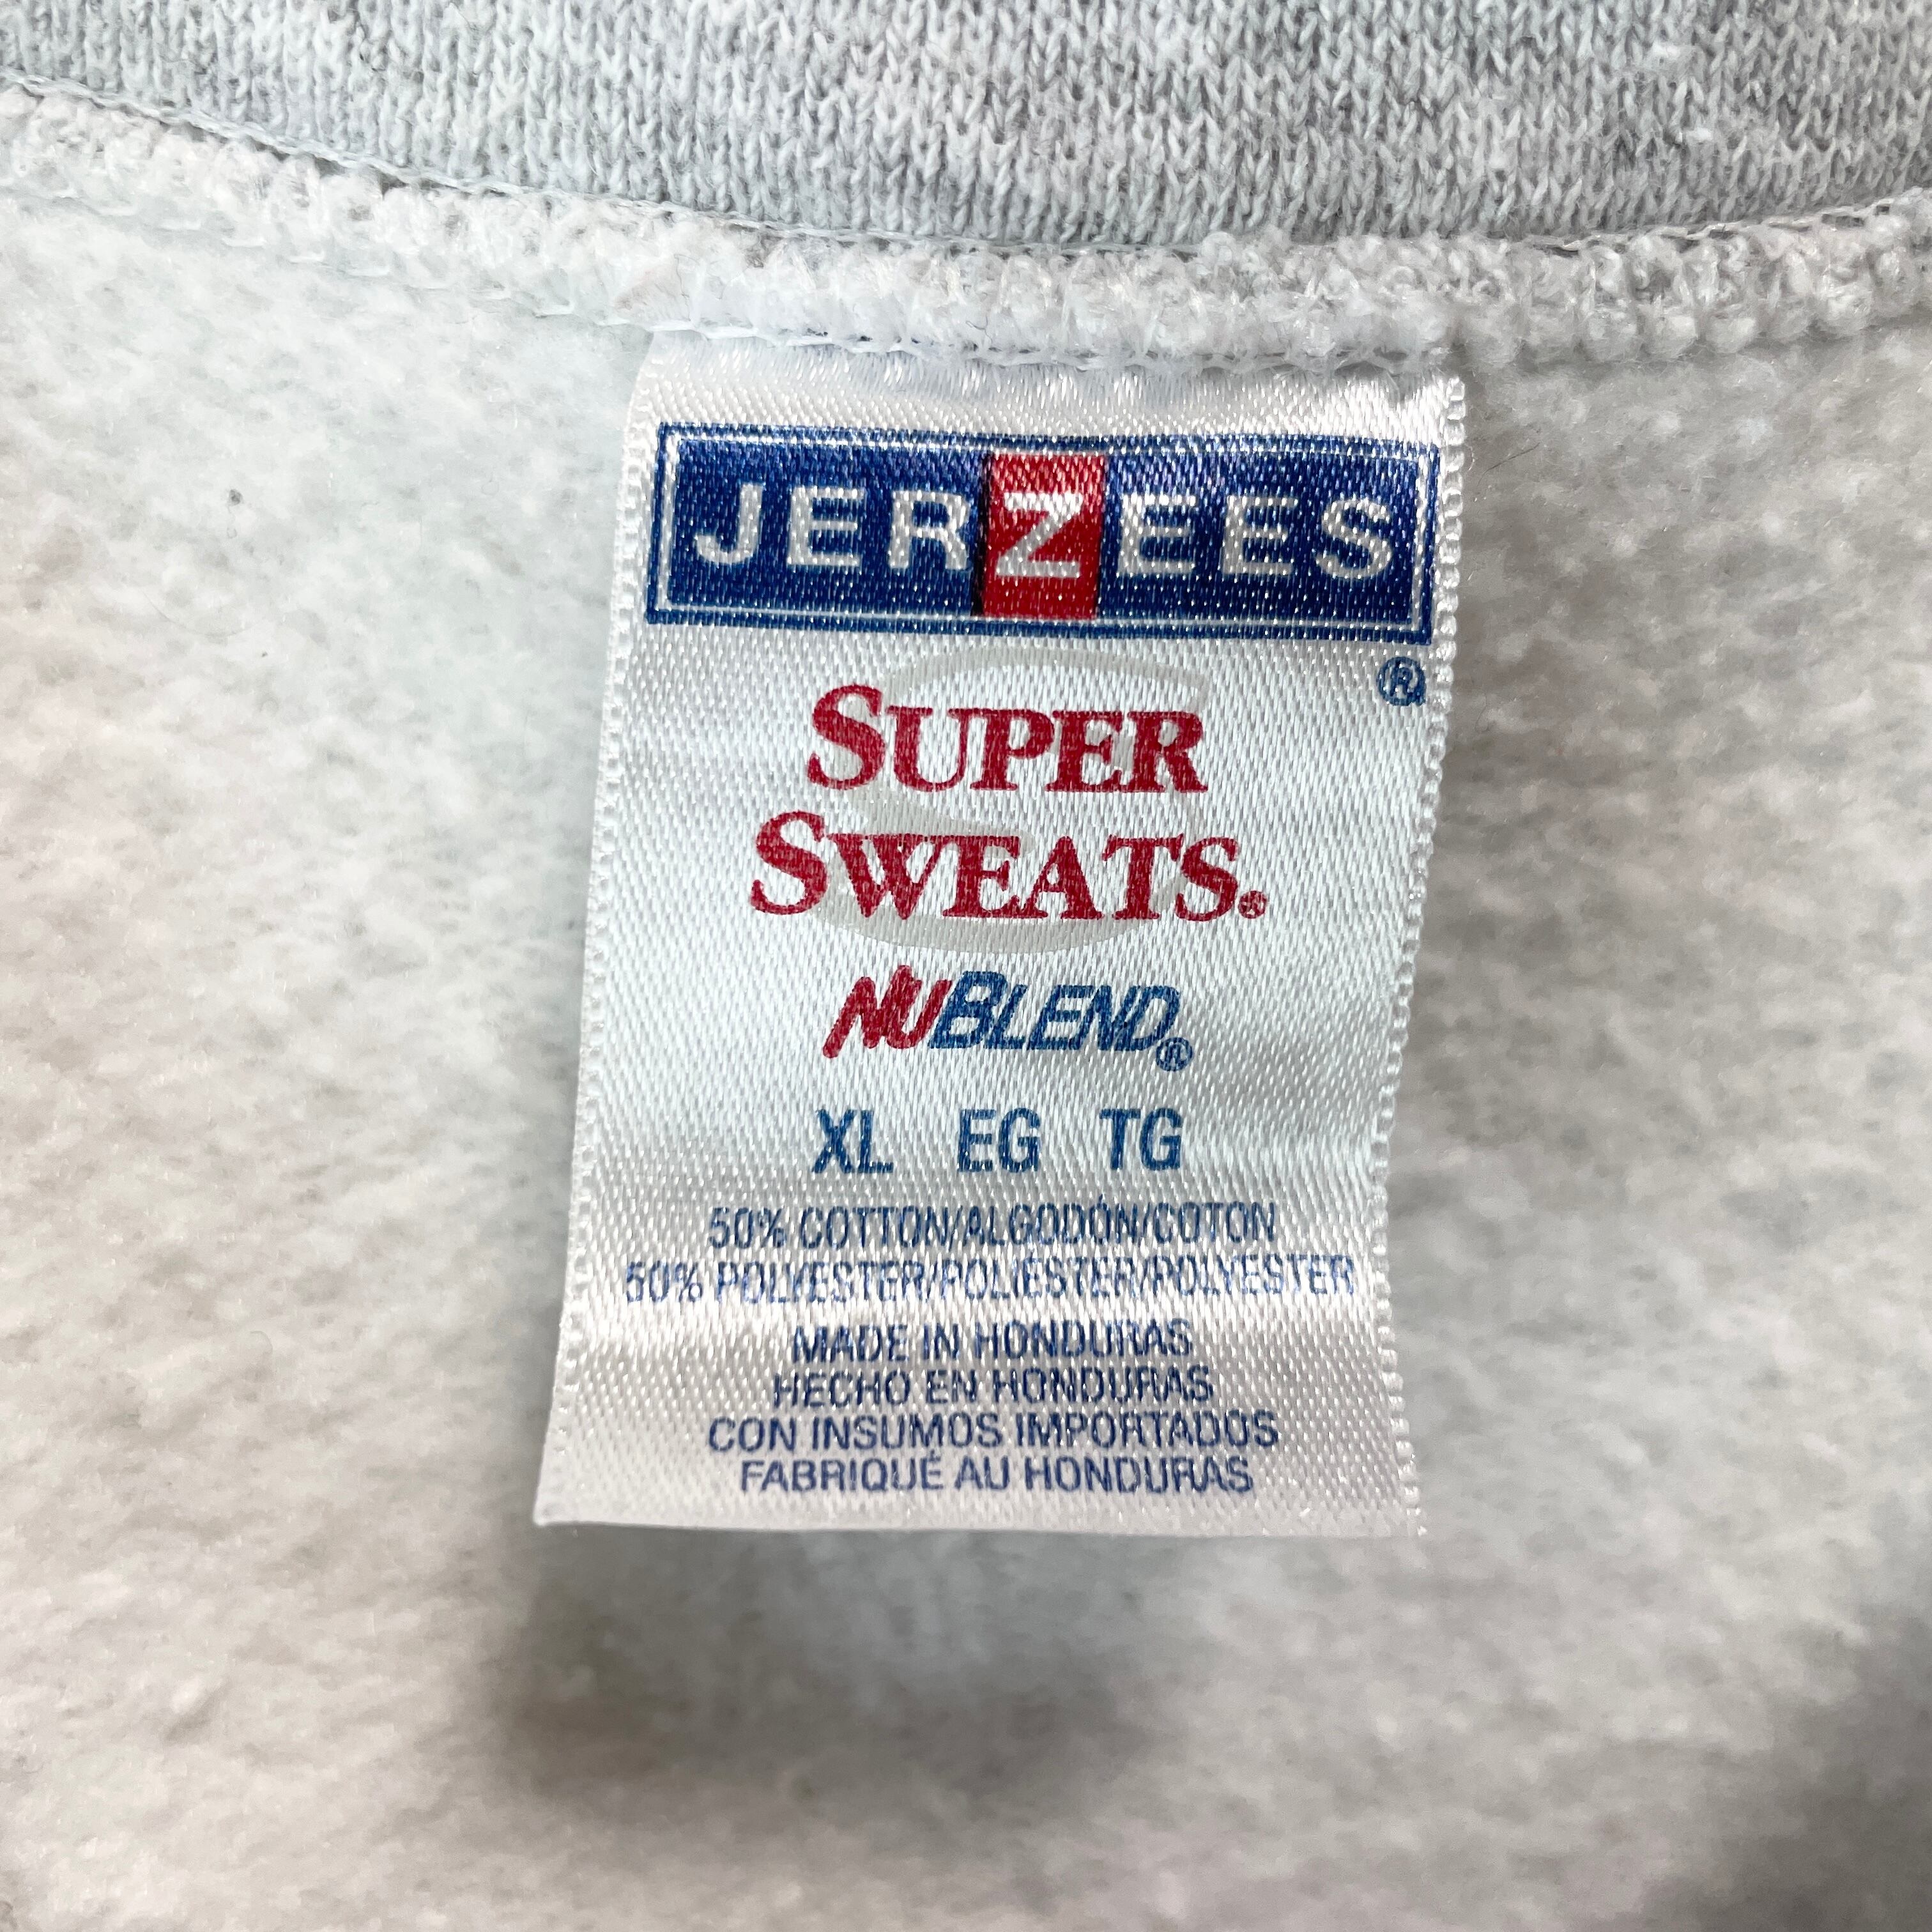 JERZEES
®
SUPER
SWEATS®
NUBLEND®
XL EG TG
50% COTTON/ALGODÓN/COTON
50% POLYESTER/POLIÉSTER/POLYESTER
MADE IN HONDURAS
HECHO EN HONDURAS
CON INSUMOS IMPORTADOS
FABRIQUÉ AU HONDURAS